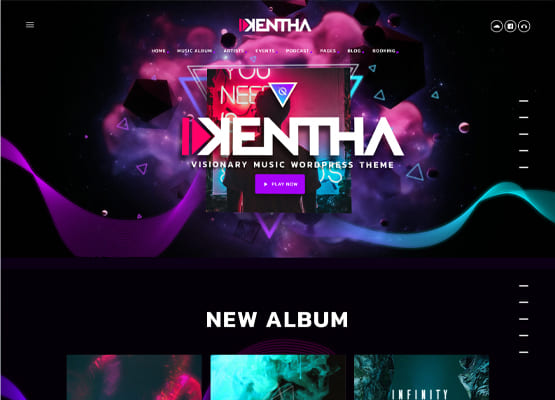 KENTHA
HOME MUSIC ALBUM ARTISTS EVENTS PODCAST PAGES BLOG BOOKING
YOU
NEED
KENTHA
VISIONARY MUSIC WORDPRESS THEME
PLAY NOW
NEW ALBUM
INFINITY